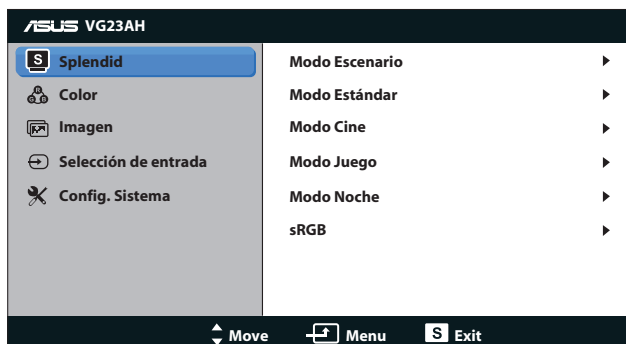 ASUS VG23AH
S Splendid
Color
Imagen
Selección de entrada
Config. Sistema
Modo Escenario
Modo Estándar
Modo Cine
Modo Juego
Modo Noche
sRGB
Move Menu S Exit